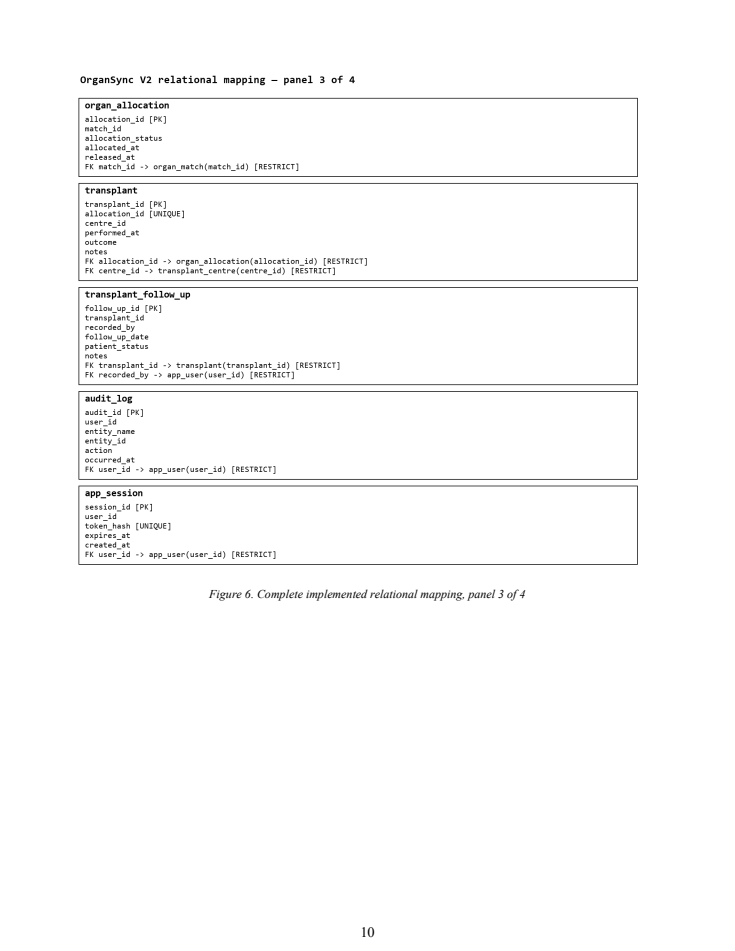 OrganSync V2 relational mapping — panel 3 of 4
organ_allocation
allocation_id [PK]
match_id
allocation_status
allocated_at
released_at
FK match_id -> organ_match(match_id) [RESTRICT]
transplant
transplant_id [PK]
allocation_id [UNIQUE]
centre_id
performed_at
outcome
notes
FK allocation_id -> organ_allocation(allocation_id) [RESTRICT]
FK centre_id -> transplant_centre(centre_id) [RESTRICT]
transplant_follow_up
follow_up_id [PK]
transplant_id
recorded_by
follow_up_date
patient_status
notes
FK transplant_id -> transplant(transplant_id) [RESTRICT]
FK recorded_by -> app_user(user_id) [RESTRICT]
audit_log
audit_id [PK]
user_id
entity_name
entity_id
action
occurred_at
FK user_id -> app_user(user_id) [RESTRICT]
app_session
session_id [PK]
user_id
token_hash [UNIQUE]
expires_at
created_at
FK user_id -> app_user(user_id) [RESTRICT]
Figure 6. Complete implemented relational mapping, panel 3 of 4
10